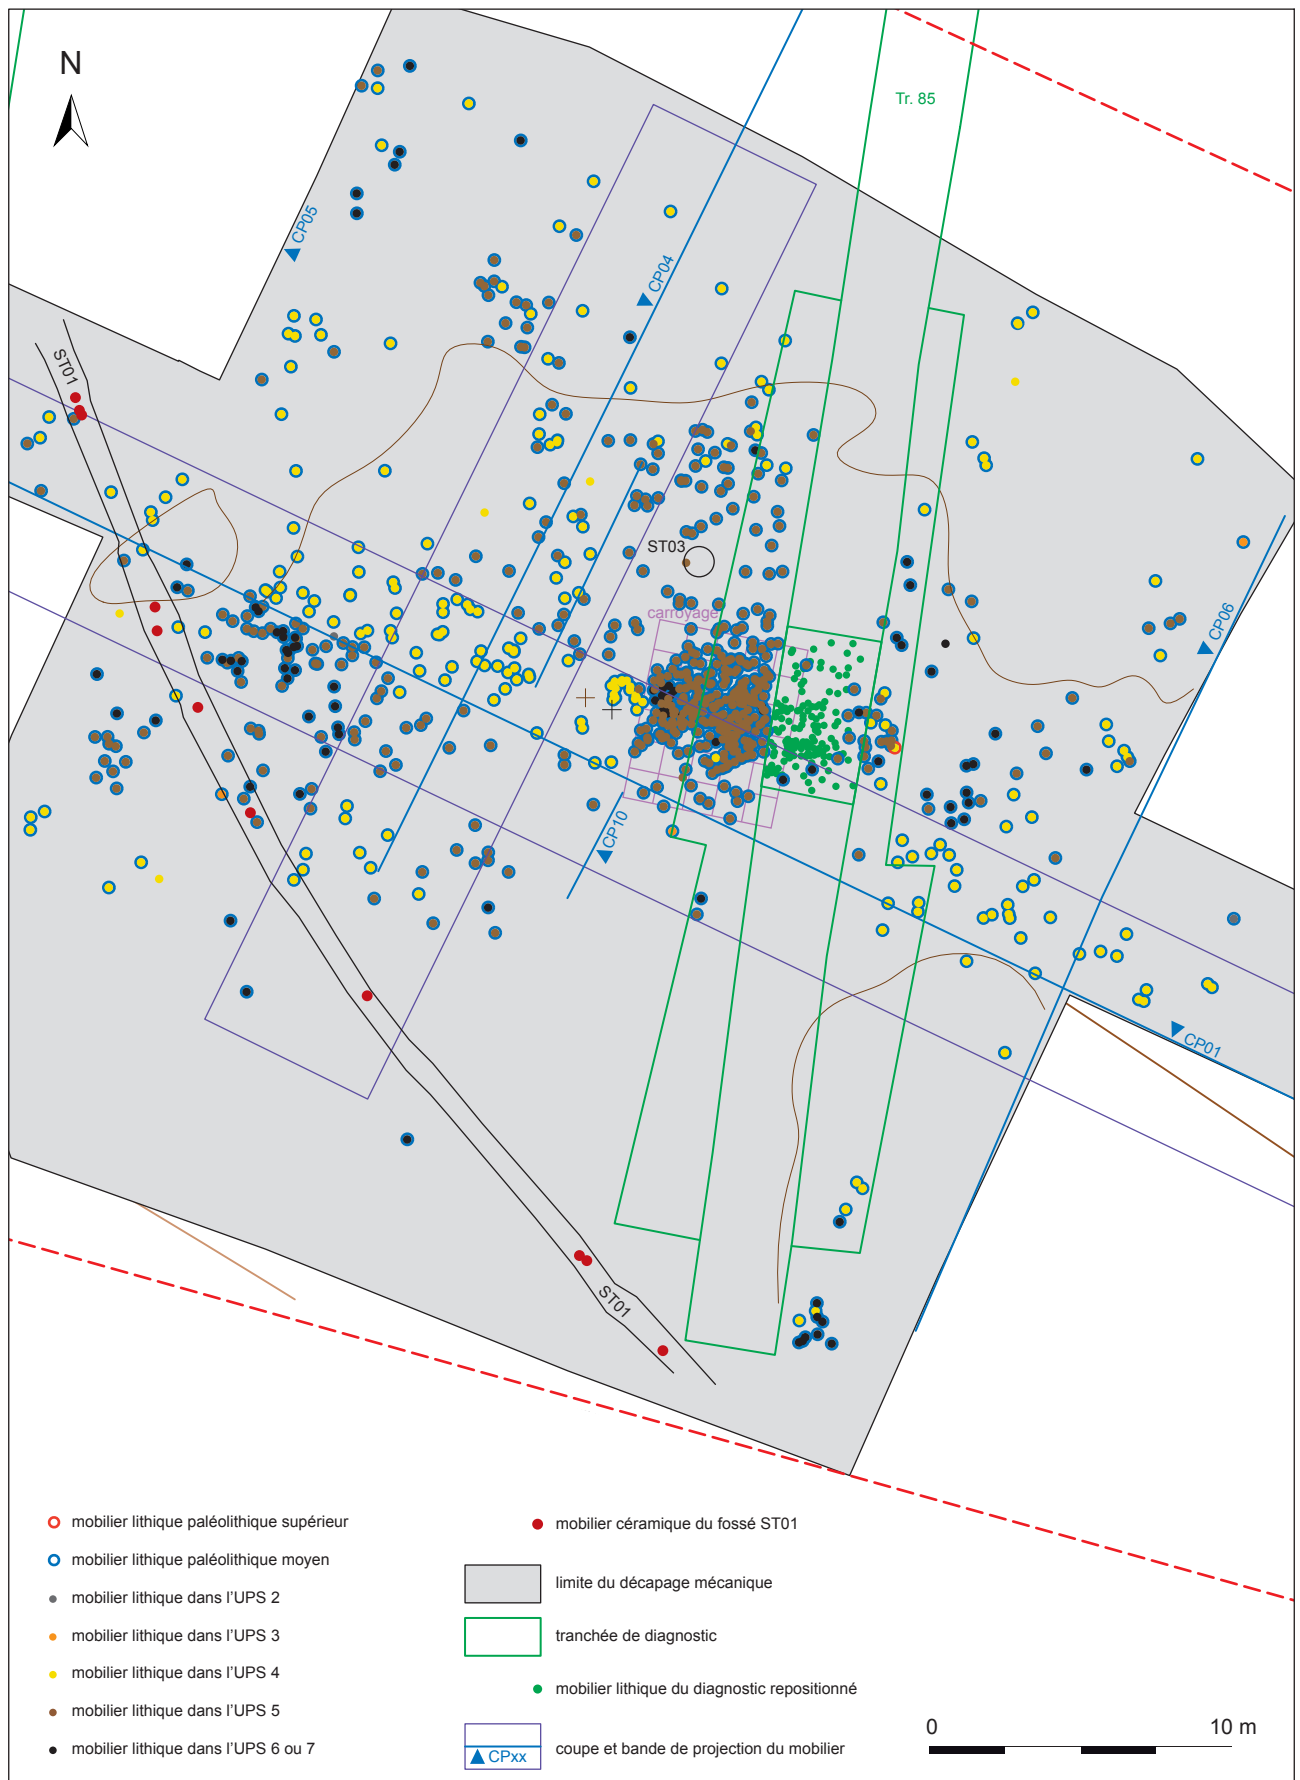 N
Tr. 85
CP05
CP04
ST01
ST03
carroyage
CP06
CP10
CP01
ST01
mobilier lithique paléolithique supérieur
mobilier lithique paléolithique moyen
mobilier lithique dans l'UPS 2
mobilier lithique dans l'UPS 3
mobilier lithique dans l'UPS 4
mobilier lithique dans l'UPS 5
mobilier lithique dans l'UPS 6 ou 7
mobilier céramique du fossé ST01
limite du décapage mécanique
tranchée de diagnostic
mobilier lithique du diagnostic repositionné
CPxx
coupe et bande de projection du mobilier
0 10 m